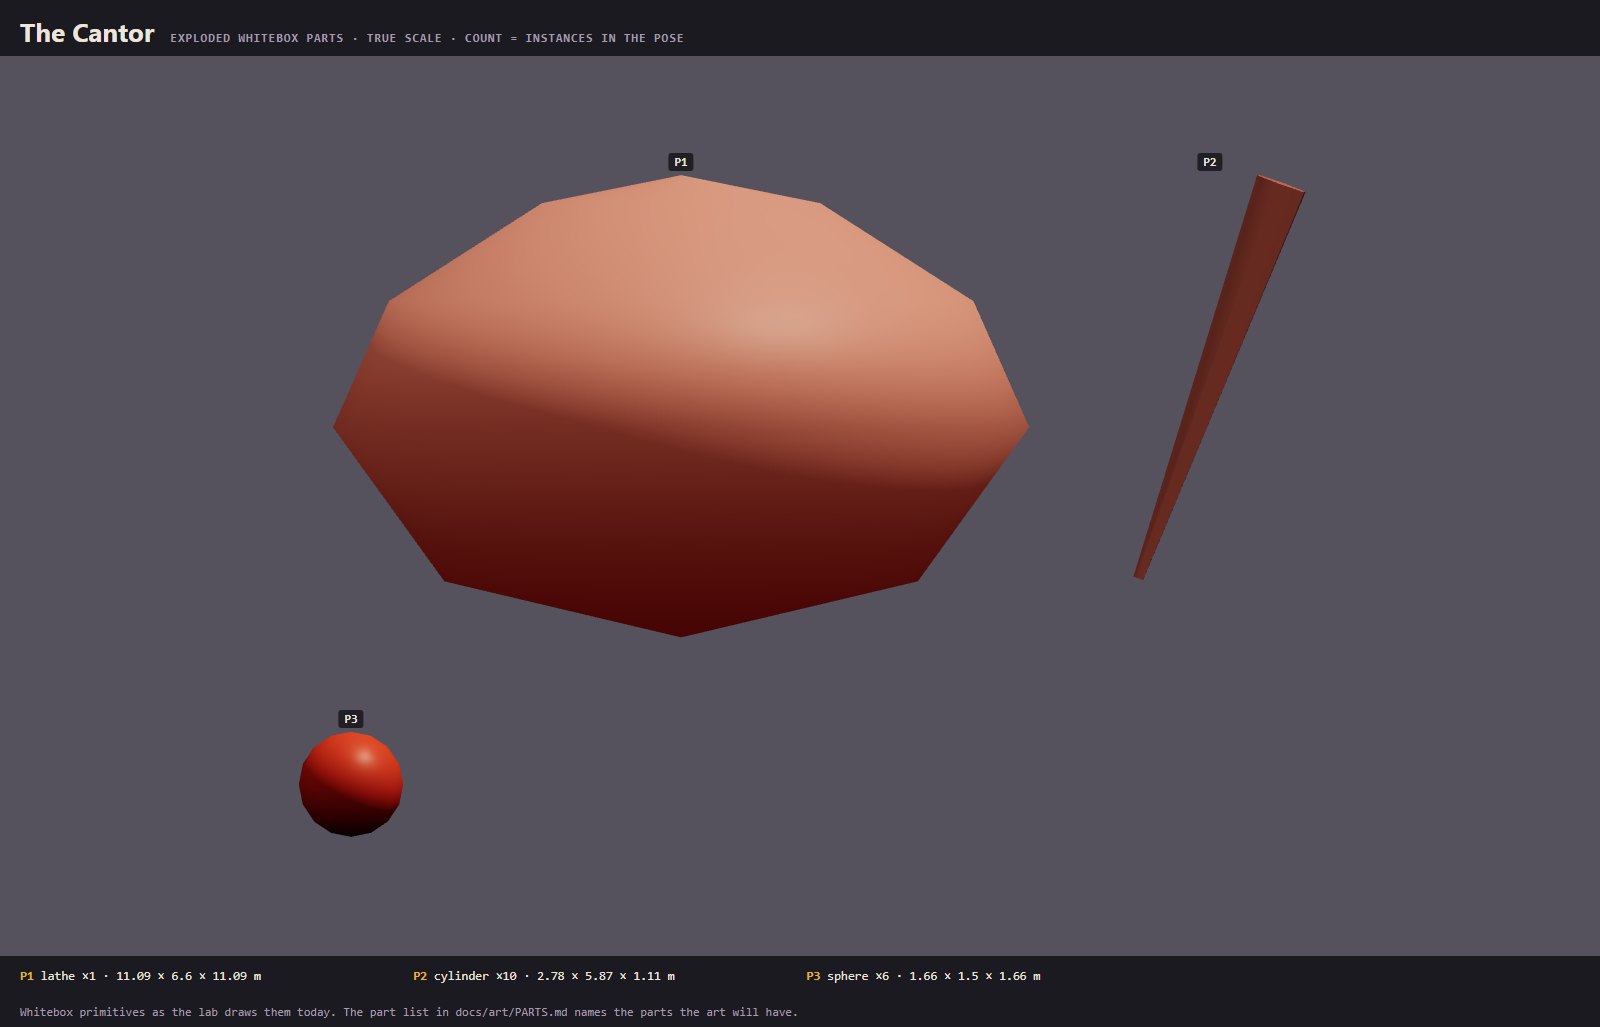 The Cantor EXPLODED WHITEBOX PARTS · TRUE SCALE · COUNT = INSTANCES IN THE POSE
P1 P2
P3
P1 lathe ×1 · 11.09 × 6.6 × 11.09 m P2 cylinder ×10 · 2.78 × 5.87 × 1.11 m P3 sphere ×6 · 1.66 × 1.5 × 1.66 m
Whitebox primitives as the lab draws them today. The part list in docs/art/PARTS.md names the parts the art will have.